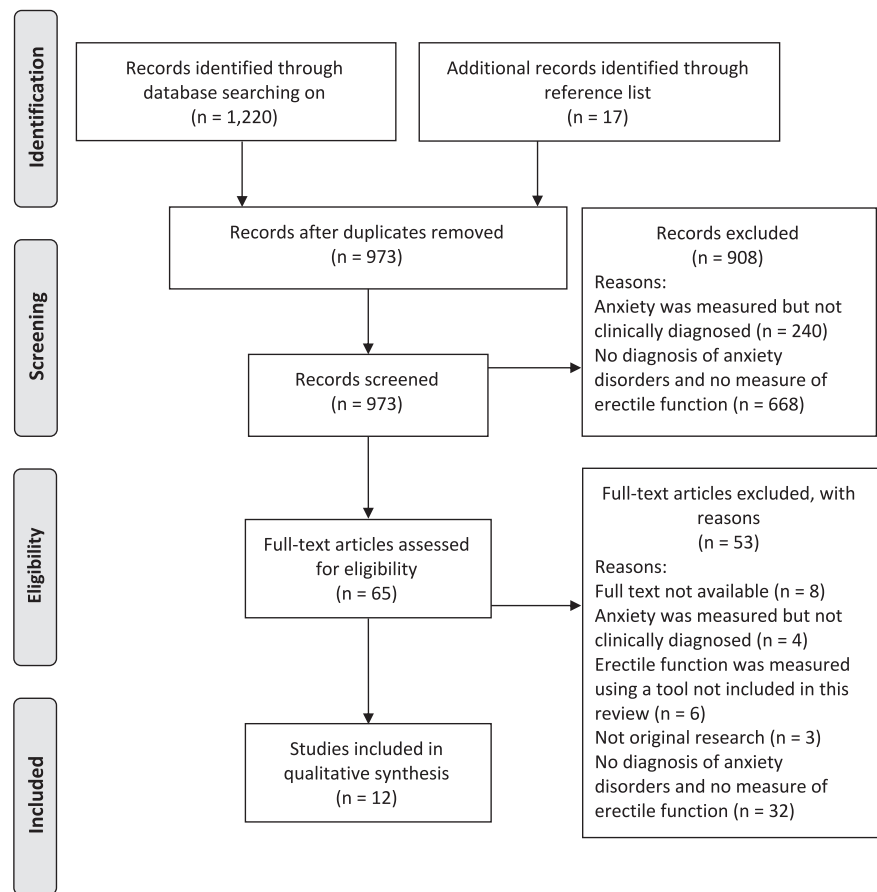 Identification
Records identified through
database searching on
(n = 1,220)
Additional records identified through
reference list
(n = 17)
Screening
Records after duplicates removed
(n = 973)
Records screened
(n = 973)
Records excluded
(n = 908)
Reasons:
Anxiety was measured but not
clinically diagnosed (n = 240)
No diagnosis of anxiety
disorders and no measure of
erectile function (n = 668)
Eligibility
Full-text articles assessed
for eligibility
(n = 65)
Full-text articles excluded, with
reasons
(n = 53)
Reasons:
Full text not available (n = 8)
Anxiety was measured but not
clinically diagnosed (n = 4)
Erectile function was measured
using a tool not included in this
review (n = 6)
Not original research (n = 3)
No diagnosis of anxiety
disorders and no measure of
erectile function (n = 32)
Included
Studies included in
qualitative synthesis
(n = 12)